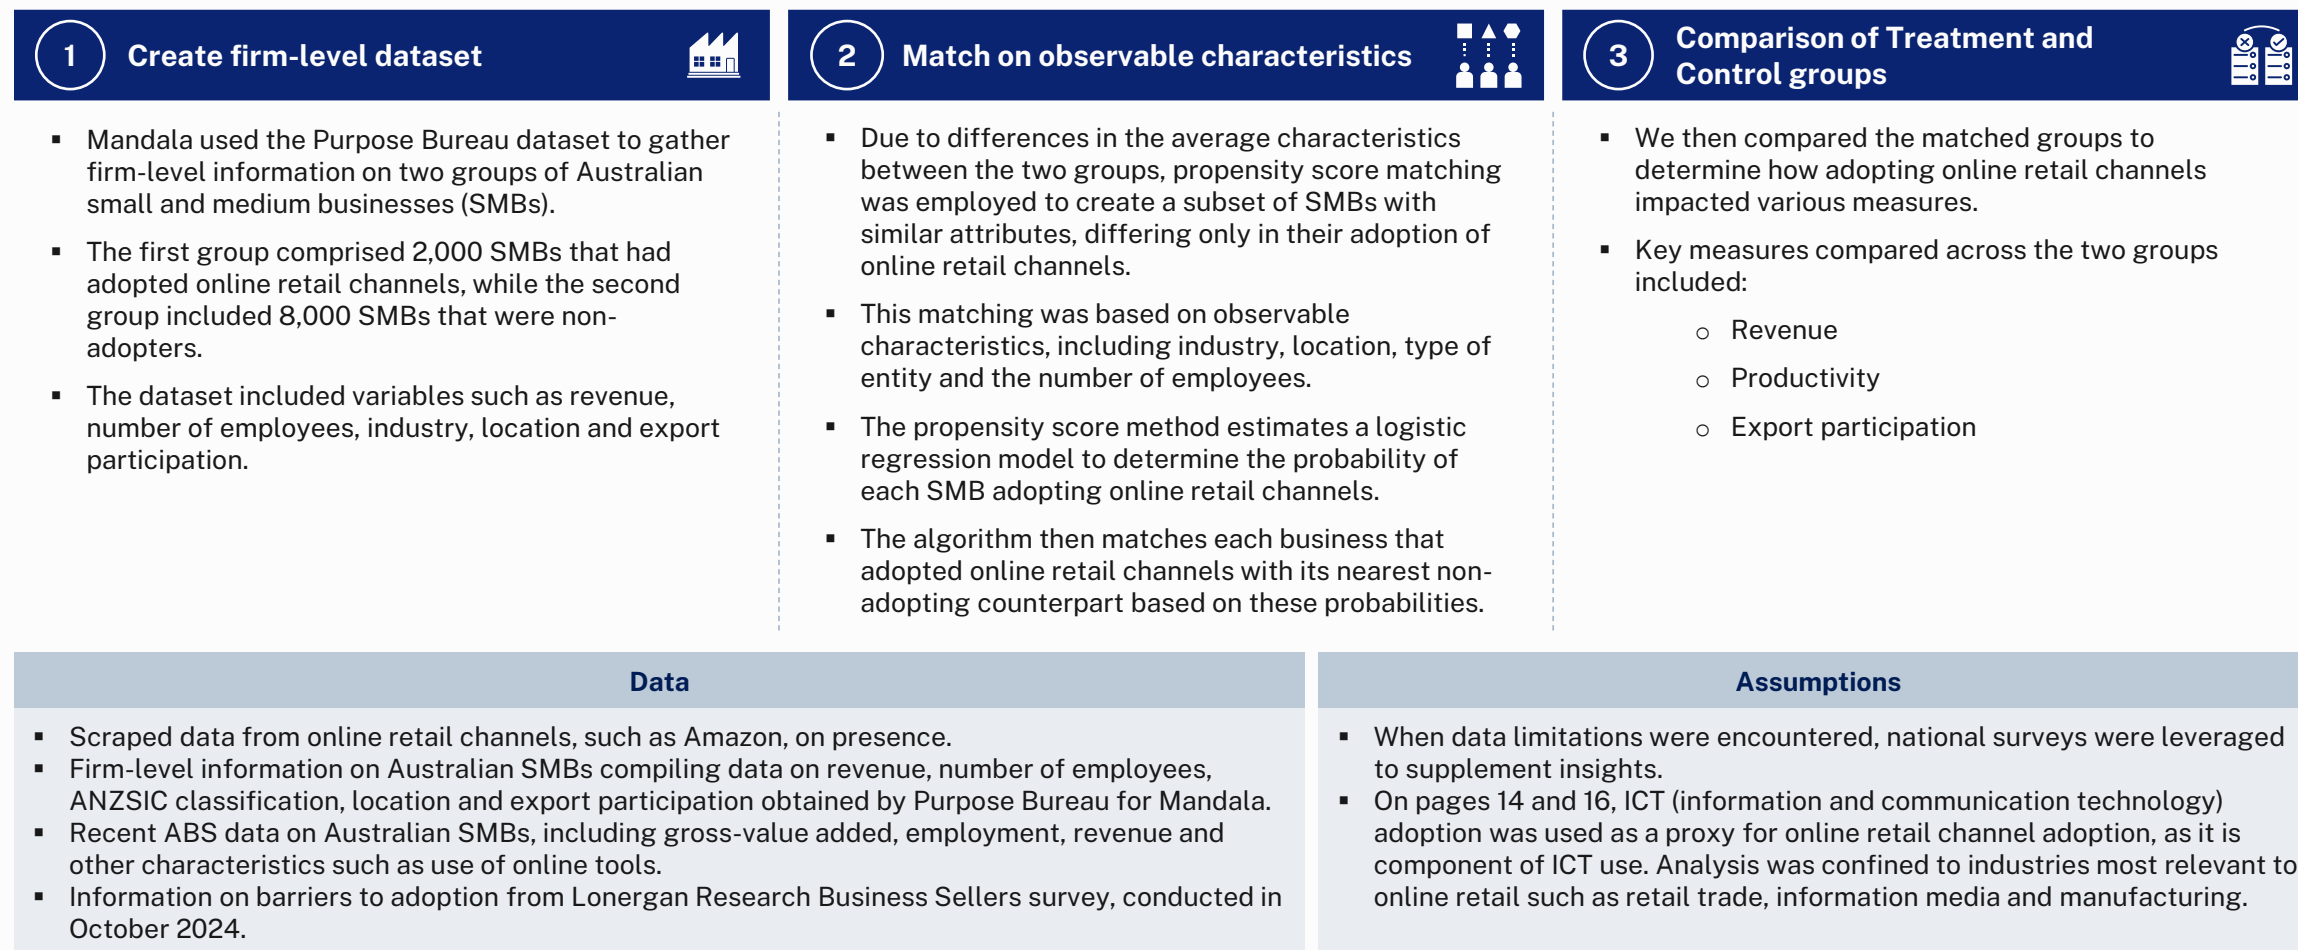 1 Create firm-level dataset
▪ Mandala used the Purpose Bureau dataset to gather
firm-level information on two groups of Australian
small and medium businesses (SMBs).
▪ The first group comprised 2,000 SMBs that had
adopted online retail channels, while the second
group included 8,000 SMBs that were non-
adopters.
▪ The dataset included variables such as revenue,
number of employees, industry, location and export
participation.
2 Match on observable characteristics
▪ Due to differences in the average characteristics
between the two groups, propensity score matching
was employed to create a subset of SMBs with
similar attributes, differing only in their adoption of
online retail channels.
▪ This matching was based on observable
characteristics, including industry, location, type of
entity and the number of employees.
▪ The propensity score method estimates a logistic
regression model to determine the probability of
each SMB adopting online retail channels.
▪ The algorithm then matches each business that
adopted online retail channels with its nearest non-
adopting counterpart based on these probabilities.
3 Comparison of Treatment and
Control groups
▪ We then compared the matched groups to
determine how adopting online retail channels
impacted various measures.
▪ Key measures compared across the two groups
included:
o Revenue
o Productivity
o Export participation
Data
▪ Scraped data from online retail channels, such as Amazon, on presence.
▪ Firm-level information on Australian SMBs compiling data on revenue, number of employees,
ANZSIC classification, location and export participation obtained by Purpose Bureau for Mandala.
▪ Recent ABS data on Australian SMBs, including gross-value added, employment, revenue and
other characteristics such as use of online tools.
▪ Information on barriers to adoption from Lonergan Research Business Sellers survey, conducted in
October 2024.
Assumptions
▪ When data limitations were encountered, national surveys were leveraged
to supplement insights.
▪ On pages 14 and 16, ICT (information and communication technology)
adoption was used as a proxy for online retail channel adoption, as it is
component of ICT use. Analysis was confined to industries most relevant to
online retail such as retail trade, information media and manufacturing.